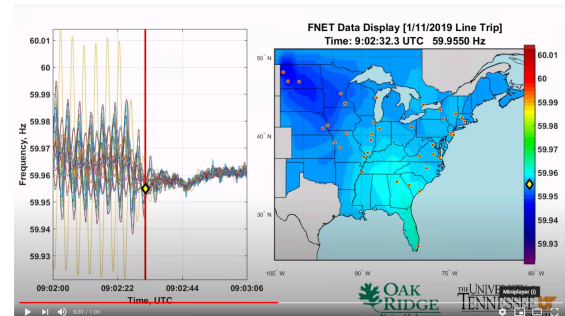 FNET Data Display [1/11/2019 Line Trip]
Time: 9:02:32.3 UTC 59.9550 Hz
Frequency, Hz
60.01
60
59.99
59.98
59.97
59.96
59.95
59.94
59.93
09:02:00
09:02:22
09:02:44
09:03:06
Time, UTC
50° N
40° N
30° N
105° W
90° W
75° W
60° W
60.01
60
59.99
59.98
59.97
59.96
59.95
59.94
59.93
OAK
RIDGE
Miniplayer (i)
TENNESSEE
UT
0:31 / 1:06